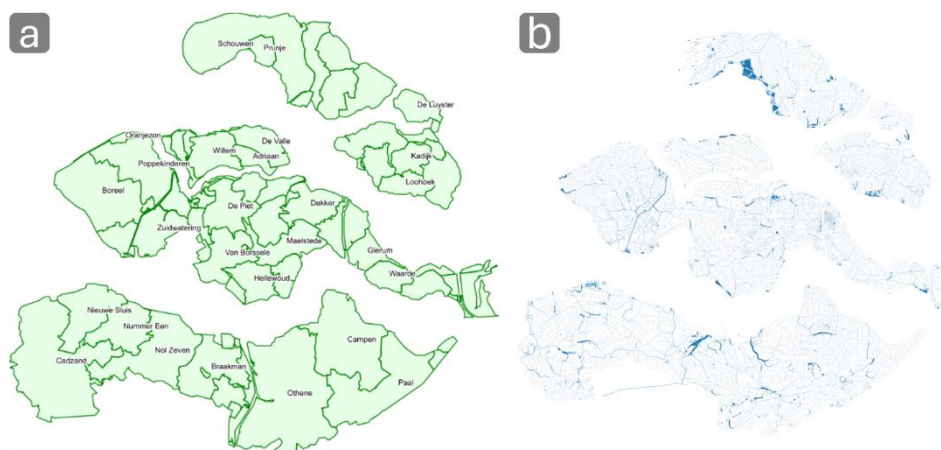 a
b
Schouwen
Prunje
De Luyster
Oranjezon
Willem
De Valle
Adriaan
Poppekinderen
Kadijk
Boreel
Loohoek
De Piet
Dekker
Zuidwatering
Maelstede
Van Borssele
Glerum
Hellewoud
Waarde
Nieuwe Sluis
Nummer Een
Campen
Nol Zeven
Cadzand
Braakman
Paal
Othene